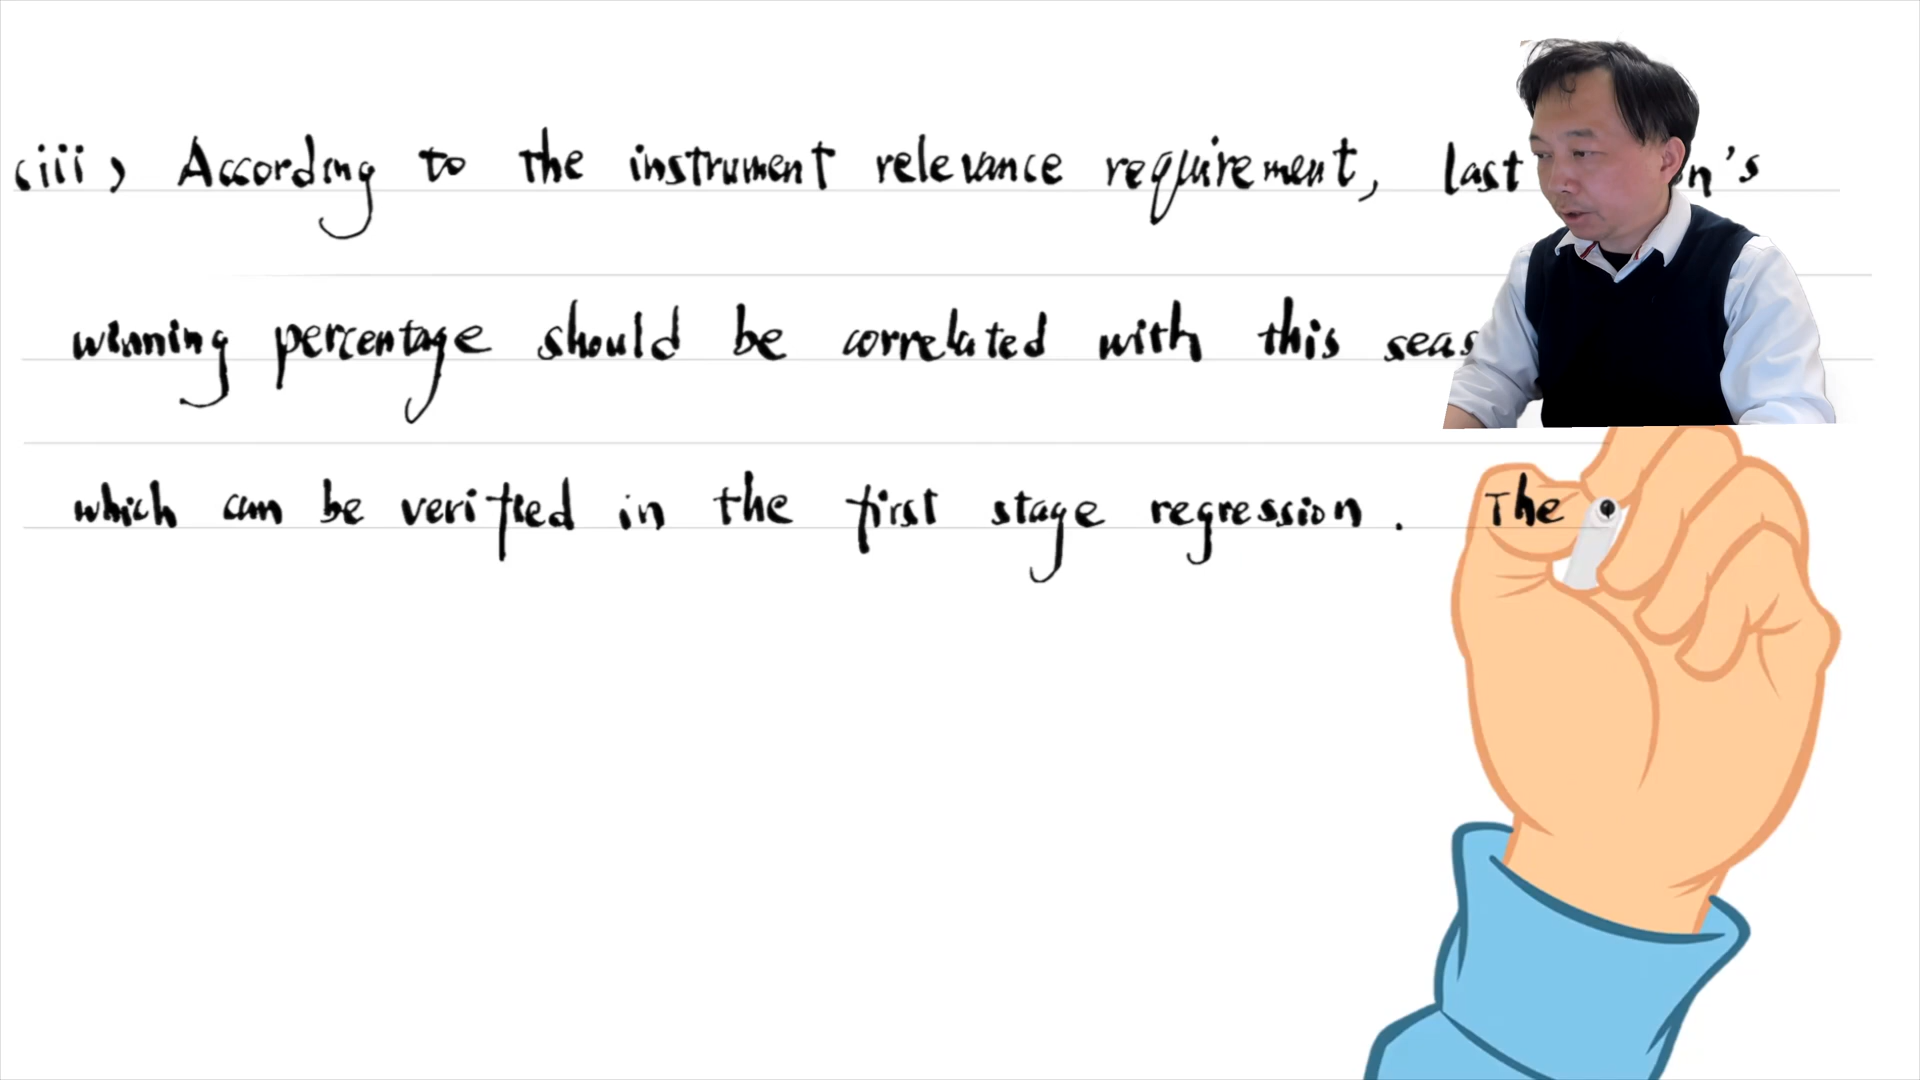 (iii) According to the instrument relevance requirement, last
winning percentage should be correlated with this
which can be verified in the first stage regression. The